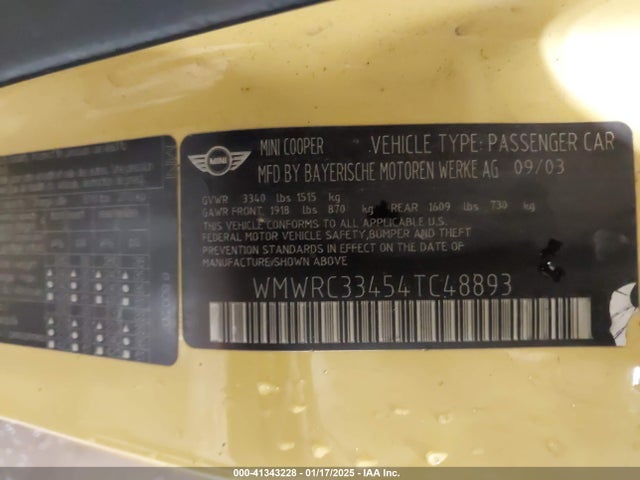 MINI
MINI COOPER VEHICLE TYPE: PASSENGER CAR
MFD BY BAYERISCHE MOTOREN WERKE AG 09/03
GVWR 3340 lbs 1515 kg
GAWR FRONT 1918 lbs 870 kg REAR 1609 lbs 730 kg
THIS VEHICLE CONFORMS TO ALL APPLICABLE U.S.
FEDERAL MOTOR VEHICLE SAFETY, BUMPER AND THEFT
PREVENTION STANDARDS IN EFFECT ON THE DATE OF
MANUFACTURE/SHOWN ABOVE
WMWRC33454TC48893
000-41343228 - 01/17/2025 - IAA Inc.